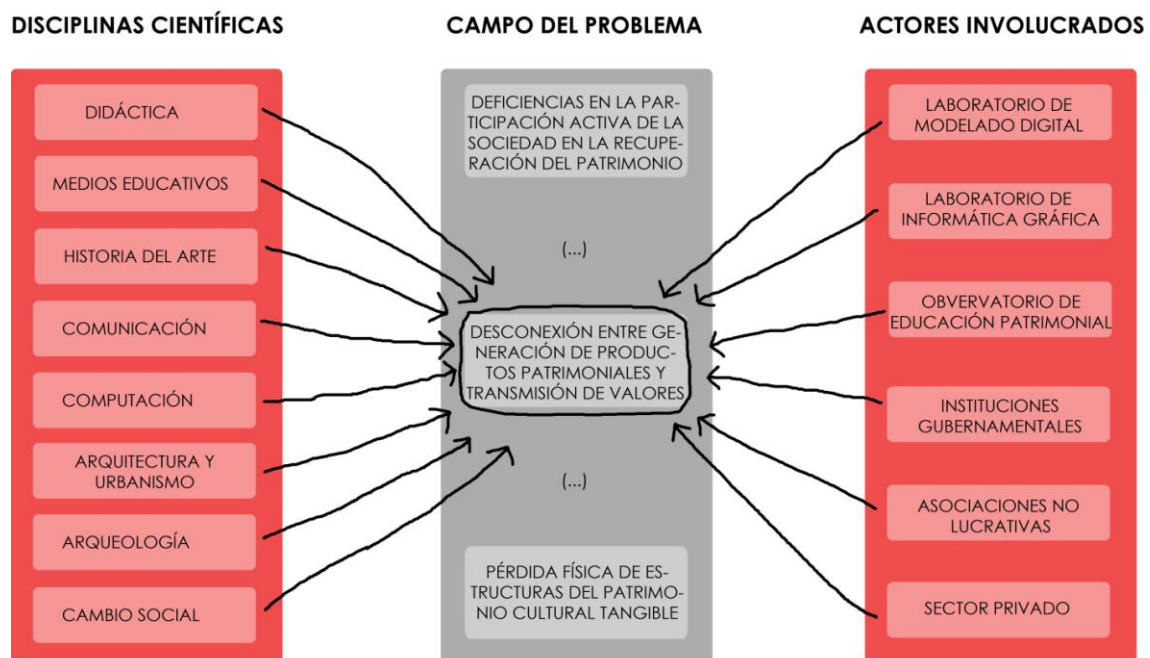 DISCIPLINAS CIENTÍFICAS
DIDÁCTICA
MEDIOS EDUCATIVOS
HISTORIA DEL ARTE
COMUNICACIÓN
COMPUTACIÓN
ARQUITECTURA Y
URBANISMO
ARQUEOLOGÍA
CAMBIO SOCIAL
CAMPO DEL PROBLEMA
DEFICIENCIAS EN LA PAR-
TICIPACIÓN ACTIVA DE LA
SOCIEDAD EN LA RECUPE-
RACIÓN DEL PATRIMONIO
(...)
DESCONEXIÓN ENTRE GE-
NERACIÓN DE PRODUC-
TOS PATRIMONIALES Y
TRANSMISIÓN DE VALORES
(...)
PÉRDIDA FÍSICA DE ES-
TRUCTURAS DEL PATRIMO-
NIO CULTURAL TANGIBLE
ACTORES INVOLUCRADOS
LABORATORIO DE
MODELADO DIGITAL
LABORATORIO DE
INFORMÁTICA GRÁFICA
OBVERVATORIO DE
EDUCACIÓN PATRIMONIAL
INSTITUCIONES
GUBERNAMENTALES
ASOCIACIONES NO
LUCRATIVAS
SECTOR PRIVADO